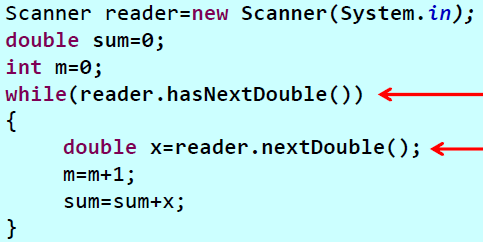 Scanner reader=new Scanner(System.in);
double sum=0;
int m=0;
while(reader.hasNextDouble())
{
double x=reader.nextDouble();
m=m+1;
sum=sum+x;
}